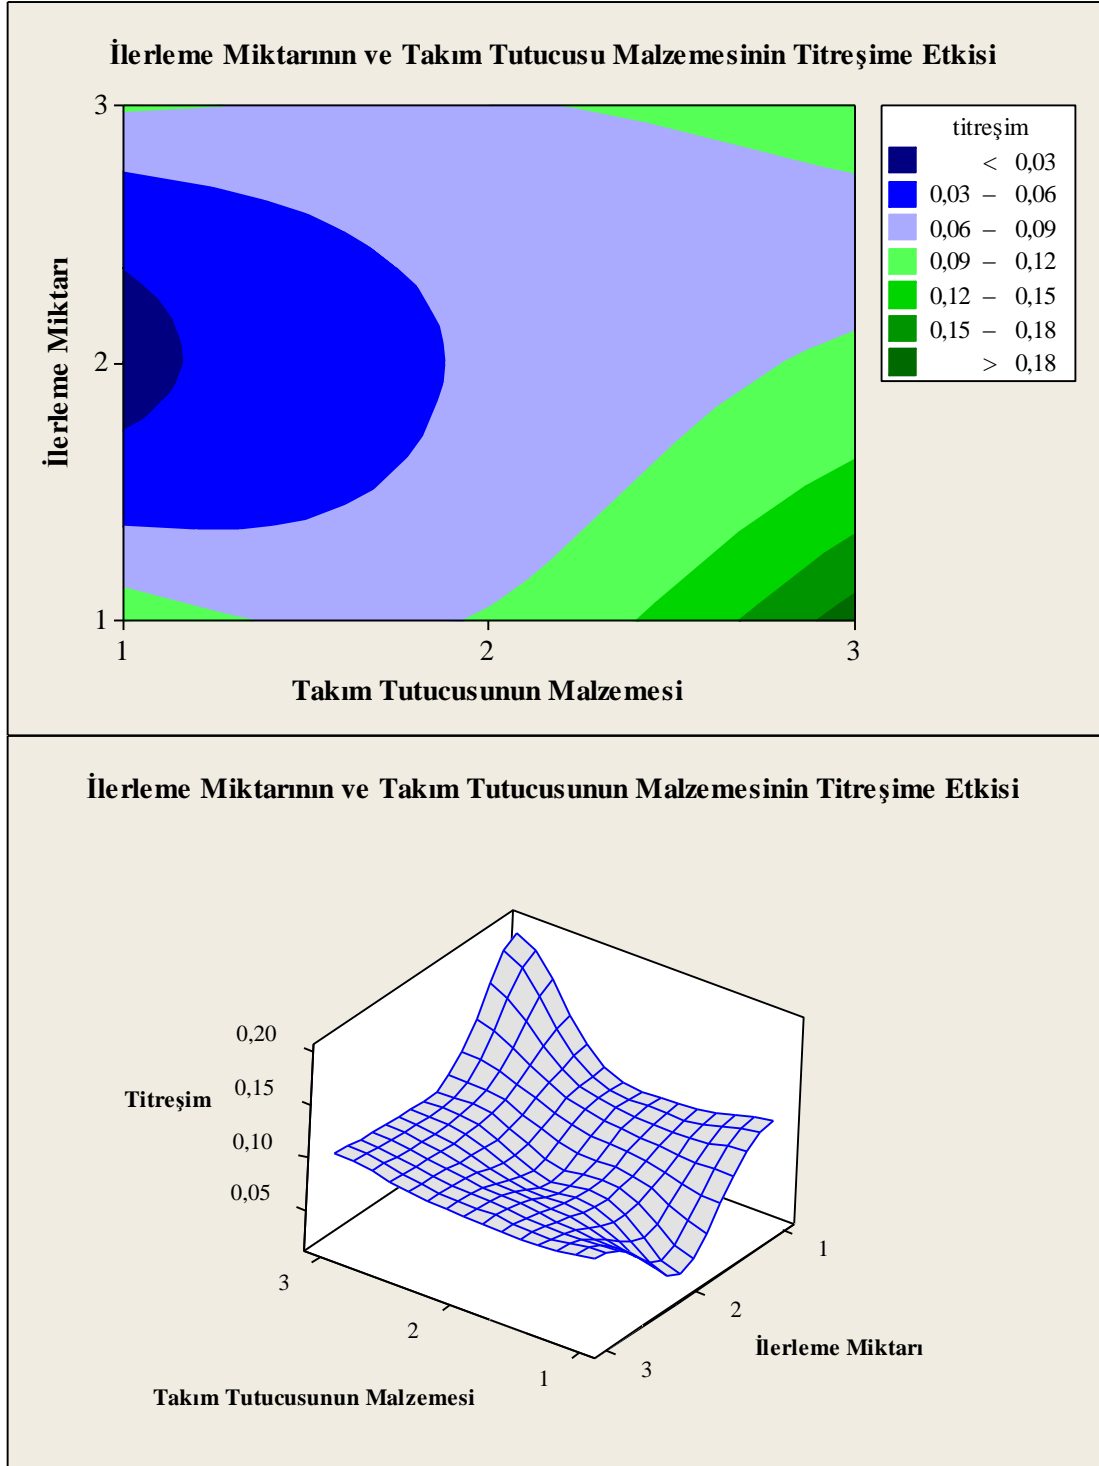 İlerleme Miktarının ve Takım Tutucusu Malzemesinin Titreşime Etkisi
3
2
1
1
2
3
İlerleme Miktarı
Takım Tutucusunun Malzemesi
titreşim
< 0,03
0,03 – 0,06
0,06 – 0,09
0,09 – 0,12
0,12 – 0,15
0,15 – 0,18
> 0,18
İlerleme Miktarının ve Takım Tutucusunun Malzemesinin Titreşime Etkisi
0,20
0,15
0,10
0,05
Titreşim
3
2
1
Takım Tutucusunun Malzemesi
1
2
3
İlerleme Miktarı